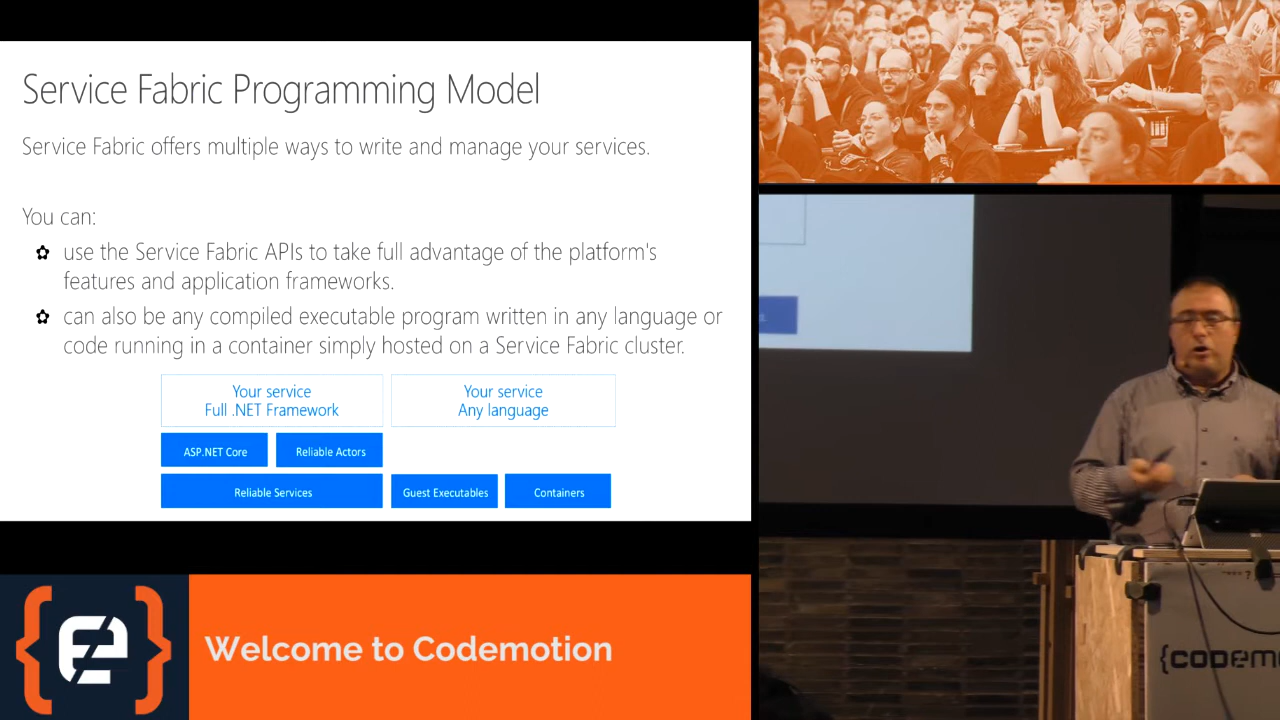 Service Fabric Programming Model
Service Fabric offers multiple ways to write and manage your services.
You can:
use the Service Fabric APIs to take full advantage of the platform's
features and application frameworks.
can also be any compiled executable program written in any language or
code running in a container simply hosted on a Service Fabric cluster.
Your service
Full .NET Framework
Your service
Any language
ASP.NET Core
Reliable Actors
Reliable Services
Guest Executables
Containers
Welcome to Codemotion
{CODEM